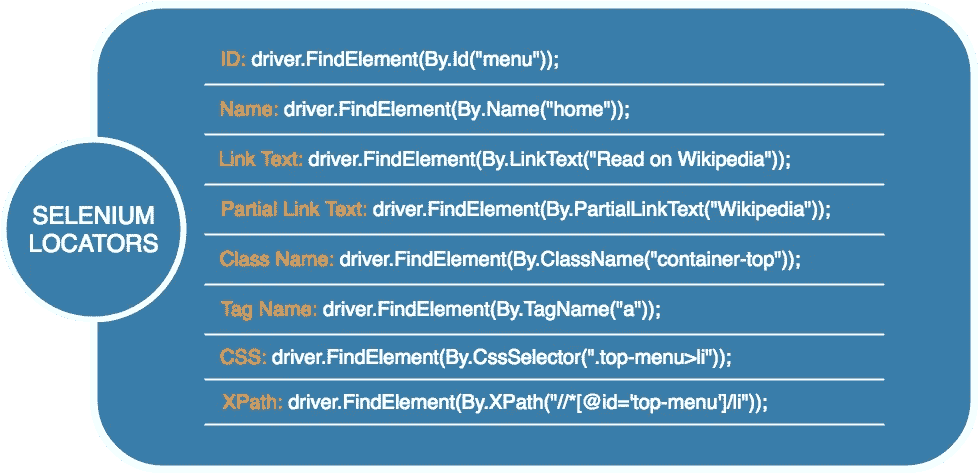 SELENIUM
LOCATORS
ID: driver.FindElement(By.Id("menu"));
Name: driver.FindElement(By.Name("home"));
Link Text: driver.FindElement(By.LinkText("Read on Wikipedia"));
Partial Link Text: driver.FindElement(By.PartialLinkText("Wikipedia"));
Class Name: driver.FindElement(By.ClassName("container-top"));
Tag Name: driver.FindElement(By.TagName("a"));
CSS: driver.FindElement(By.CssSelector(".top-menu>li"));
XPath: driver.FindElement(By.XPath("//*[@id='top-menu']/li"));